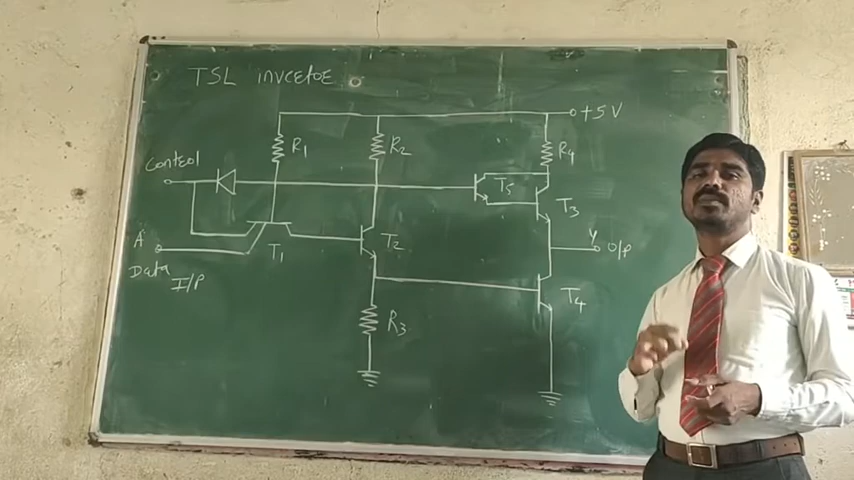 TSL invcetoe
+5V
R1
R2
R4
Control
T5
T3
A
T2
Y
O/P
T1
Data
I/P
T4
R3